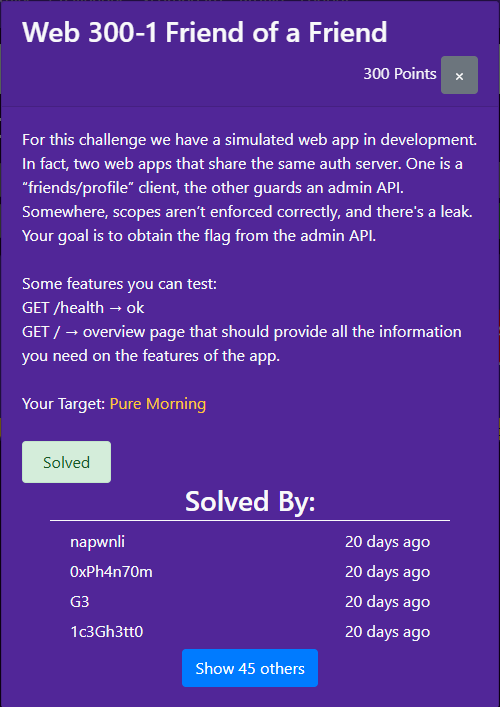 Web 300-1 Friend of a Friend
300 Points ×
For this challenge we have a simulated web app in development.
In fact, two web apps that share the same auth server. One is a
“friends/profile” client, the other guards an admin API.
Somewhere, scopes aren’t enforced correctly, and there's a leak.
Your goal is to obtain the flag from the admin API.
Some features you can test:
GET /health → ok
GET / → overview page that should provide all the information
you need on the features of the app.
Your Target: Pure Morning
Solved
Solved By:
napwnli 20 days ago
0xPh4n70m 20 days ago
G3 20 days ago
1c3Gh3tt0 20 days ago
Show 45 others